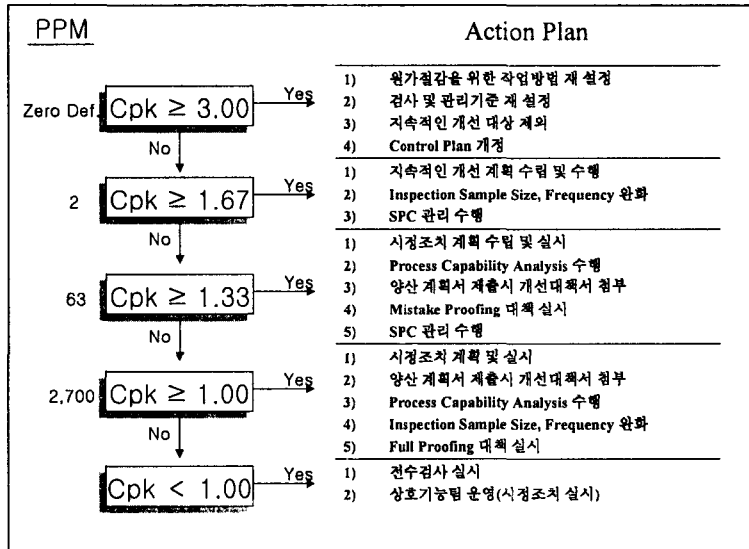 PPM
Action Plan
Zero Def.
Cpk ≥ 3.00
Yes
1) 원가절감을 위한 작업방법 재 설정
2) 검사 및 관리기준 재 설정
3) 지속적인 개선 대상 제외
4) Control Plan 개정
No
2
Cpk ≥ 1.67
Yes
1) 지속적인 개선 계획 수립 및 수행
2) Inspection Sample Size, Frequency 완화
3) SPC 관리 수행
No
63
Cpk ≥ 1.33
Yes
1) 시정조치 계획 수립 및 실시
2) Process Capability Analysis 수행
3) 양산 계획서 제출시 개선대책서 첨부
4) Mistake Proofing 대책 실시
5) SPC 관리 수행
No
2,700
Cpk ≥ 1.00
Yes
1) 시정조치 계획 및 실시
2) 양산 계획서 제출시 개선대책서 첨부
3) Process Capability Analysis 수행
4) Inspection Sample Size, Frequency 완화
5) Full Proofing 대책 실시
No
Cpk < 1.00
Yes
1) 전수검사 실시
2) 상호기능팀 운영(시정조치 실시)